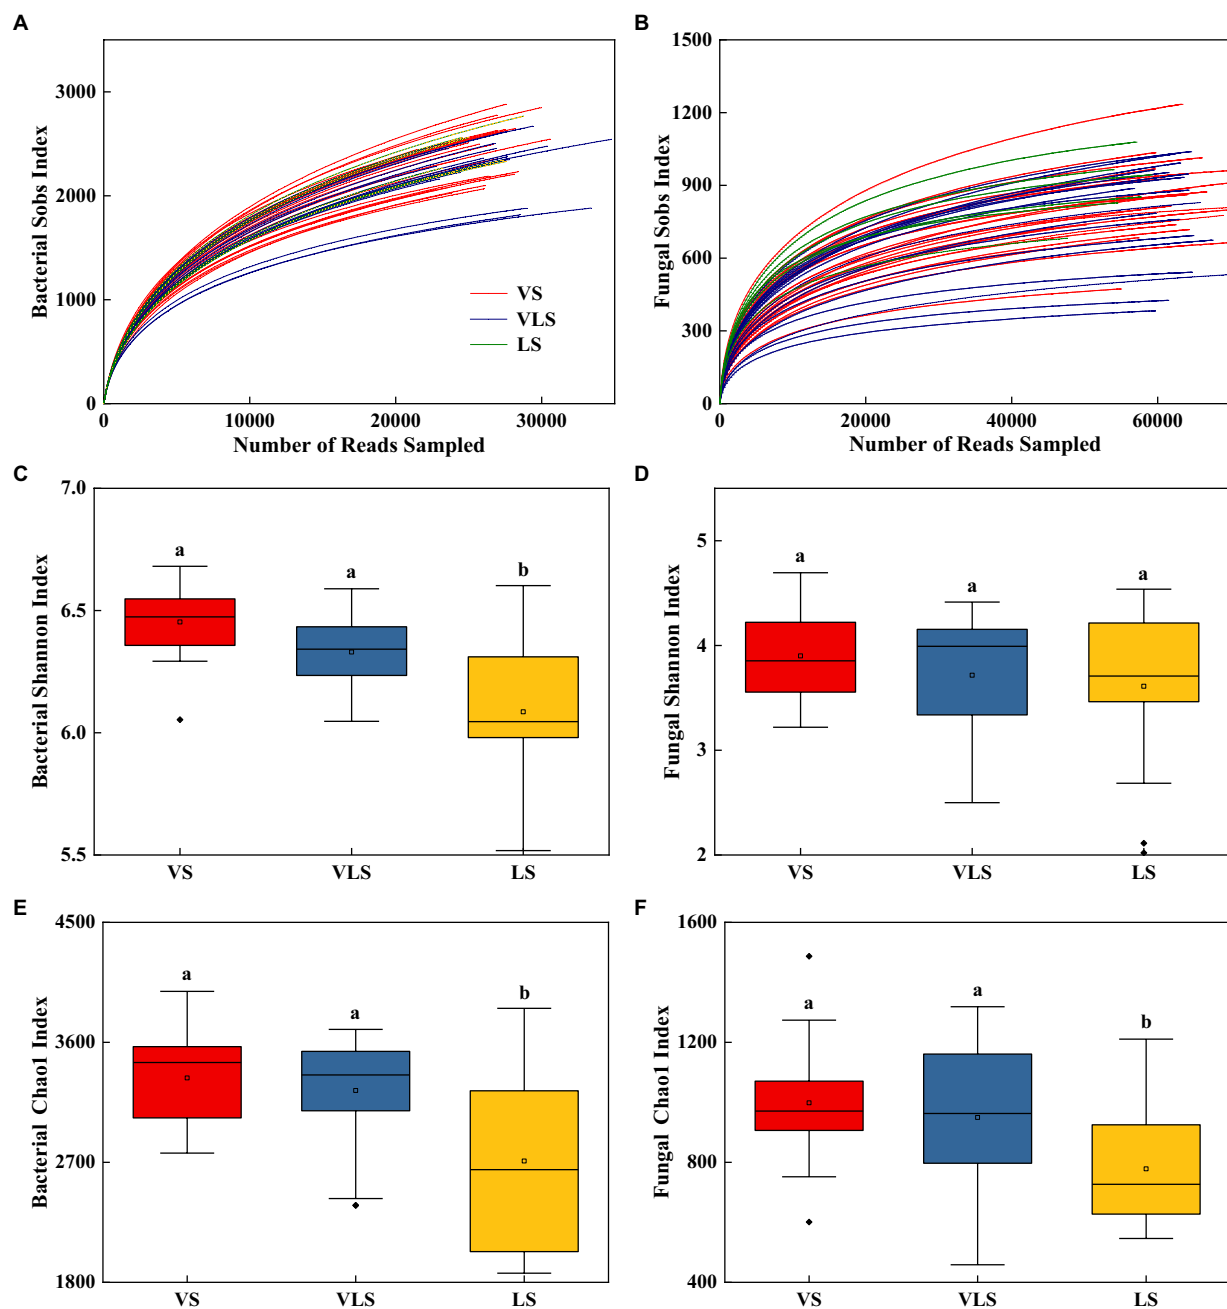 A
Bacterial Sobs Index
3000
2000
1000
0
VS
VLS
LS
0 10000 20000 30000
Number of Reads Sampled
B
Fungal Sobs Index
1500
1200
900
600
300
0
0 20000 40000 60000
Number of Reads Sampled
C
Bacterial Shannon Index
7.0
6.5
6.0
5.5
a a b
VS VLS LS
D
Fungal Shannon Index
5
4
3
2
a a a
VS VLS LS
E
Bacterial Chao1 Index
4500
3600
2700
1800
a a b
VS VLS LS
F
Fungal Chao1 Index
1600
1200
800
400
a a b
VS VLS LS